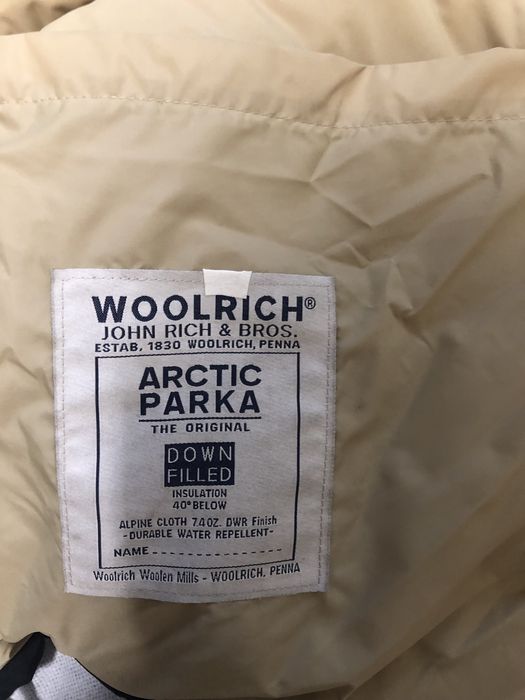 WOOLRICH®
JOHN RICH & BROS.
ESTAB. 1830 WOOLRICH, PENNA
ARCTIC
PARKA
THE ORIGINAL
DOWN
FILLED
INSULATION
40° BELOW
ALPINE CLOTH 7.4 OZ. DWR Finish
-DURABLE WATER REPELLENT-
NAME--------------
Woolrich Woolen Mills - WOOLRICH, PENNA